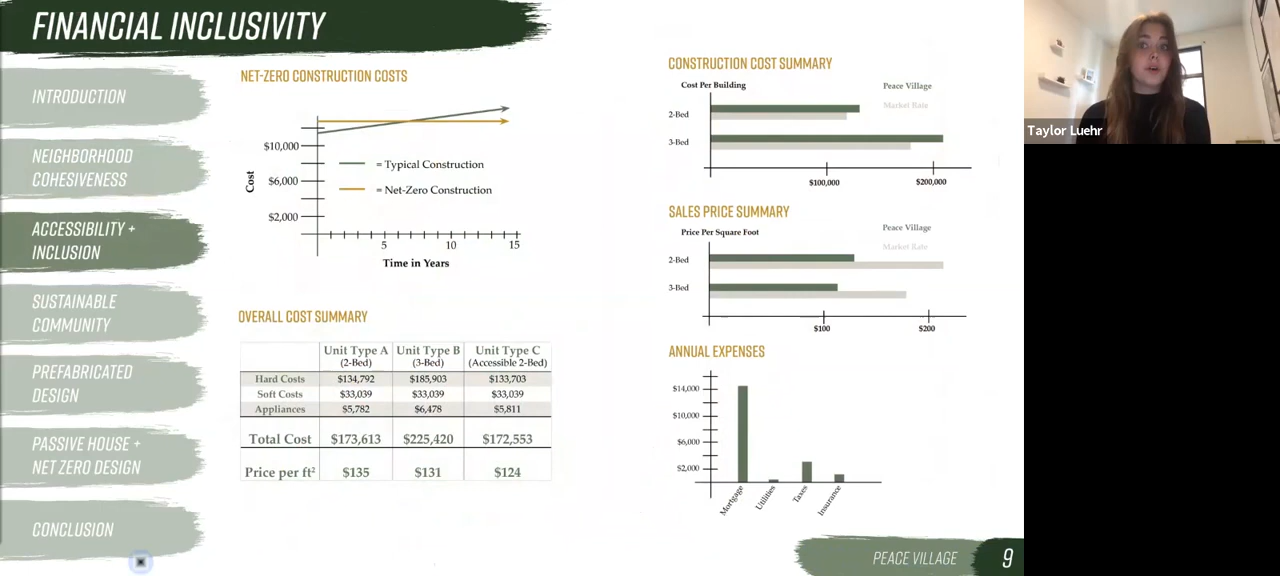 FINANCIAL INCLUSIVITY
INTRODUCTION
NEIGHBORHOOD
COHESIVENESS
ACCESSIBILITY +
INCLUSION
SUSTAINABLE
COMMUNITY
PREFABRICATED
DESIGN
PASSIVE HOUSE +
NET ZERO DESIGN
CONCLUSION
NET-ZERO CONSTRUCTION COSTS
Cost
$10,000
$6,000
$2,000
= Typical Construction
= Net-Zero Construction
5 10 15
Time in Years
OVERALL COST SUMMARY
Unit Type A Unit Type B Unit Type C
(2-Bed) (3-Bed) (Accessible 2-Bed)
Hard Costs $134,792 $185,903 $133,703
Soft Costs $33,039 $33,039 $33,039
Appliances $5,782 $6,478 $5,811
Total Cost $173,613 $225,420 $172,553
Price per ft² $135 $131 $124
CONSTRUCTION COST SUMMARY
Cost Per Building
Peace Village
Market Rate
2-Bed
3-Bed
$100,000 $200,000
SALES PRICE SUMMARY
Price Per Square Foot
Peace Village
Market Rate
2-Bed
3-Bed
$100 $200
ANNUAL EXPENSES
$14,000
$10,000
$6,000
$2,000
Mortgage Utilities Taxes Insurance
PEACE VILLAGE 9
Taylor Luehr